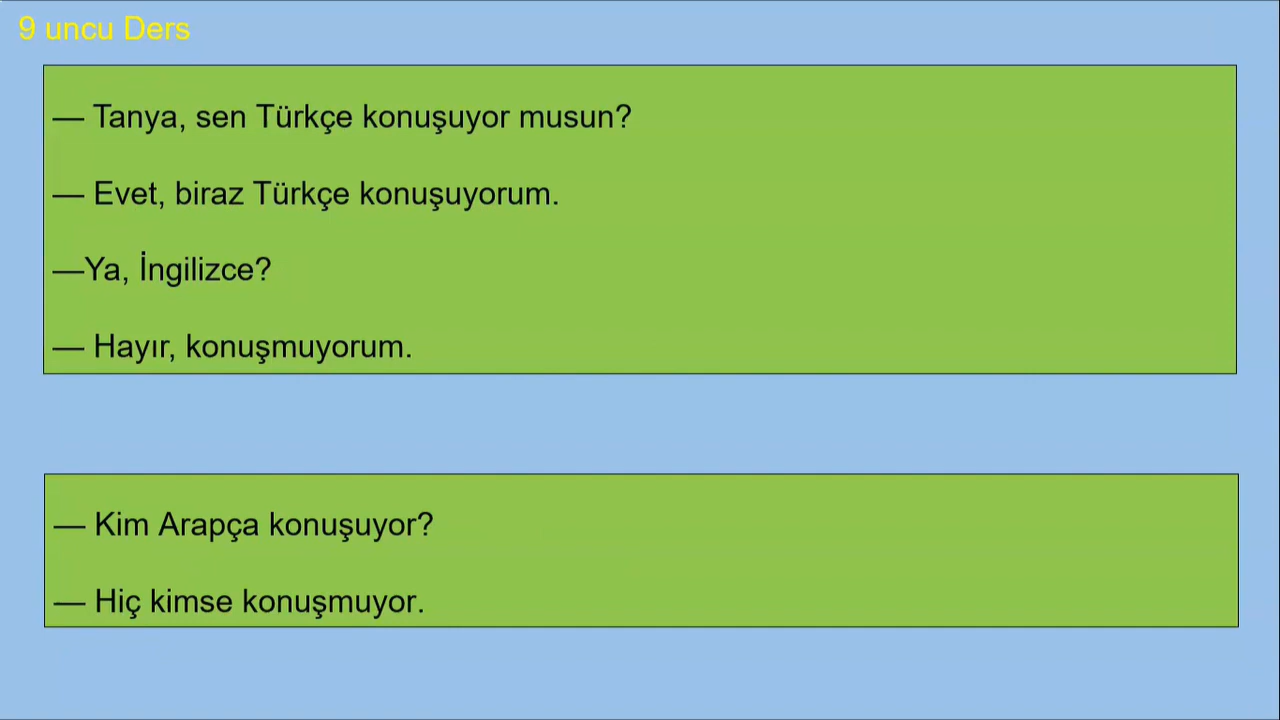 9 uncu Ders
— Tanya, sen Türkçe konuşuyor musun?
— Evet, biraz Türkçe konuşuyorum.
—Ya, İngilizce?
— Hayır, konuşmuyorum.
— Kim Arapça konuşuyor?
— Hiç kimse konuşmuyor.